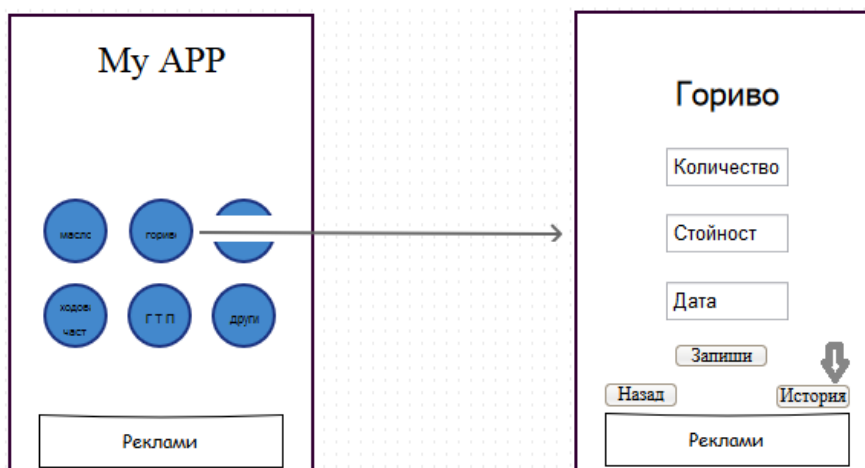 My APP
масло
гориво
ходова
част
Г Т П
други
Реклами
Гориво
Количество
Стойност
Дата
Запиши
Назад
История
Реклами